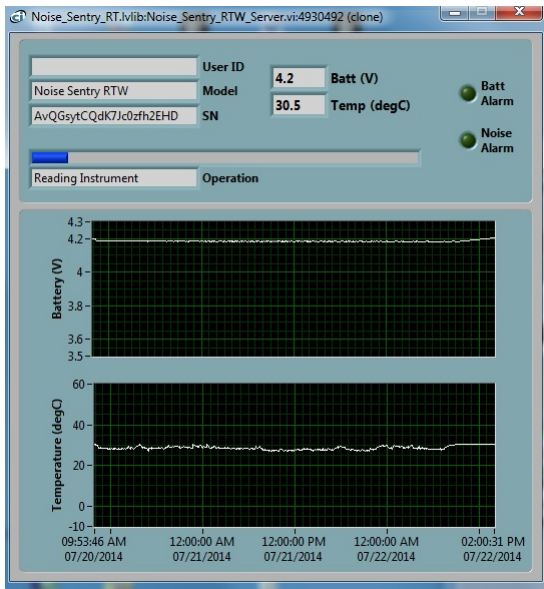 Noise_Sentry_RT.lvlib:Noise_Sentry_RTW_Server.vi:4930492 (clone)
User ID
4.2 Batt (V)
Batt
Alarm
Noise Sentry RTW Model
30.5 Temp (degC)
AvQGsytCQdK7Jc0zfh2EHD SN
Noise
Alarm
Reading Instrument Operation
Battery (V)
4.3
4.2
4
3.8
3.6
3.5
Temperature (degC)
60
40
20
0
-10
09:53:46 AM 12:00:00 AM 12:00:00 PM 12:00:00 AM 02:00:31 PM
07/20/2014 07/21/2014 07/21/2014 07/22/2014 07/22/2014